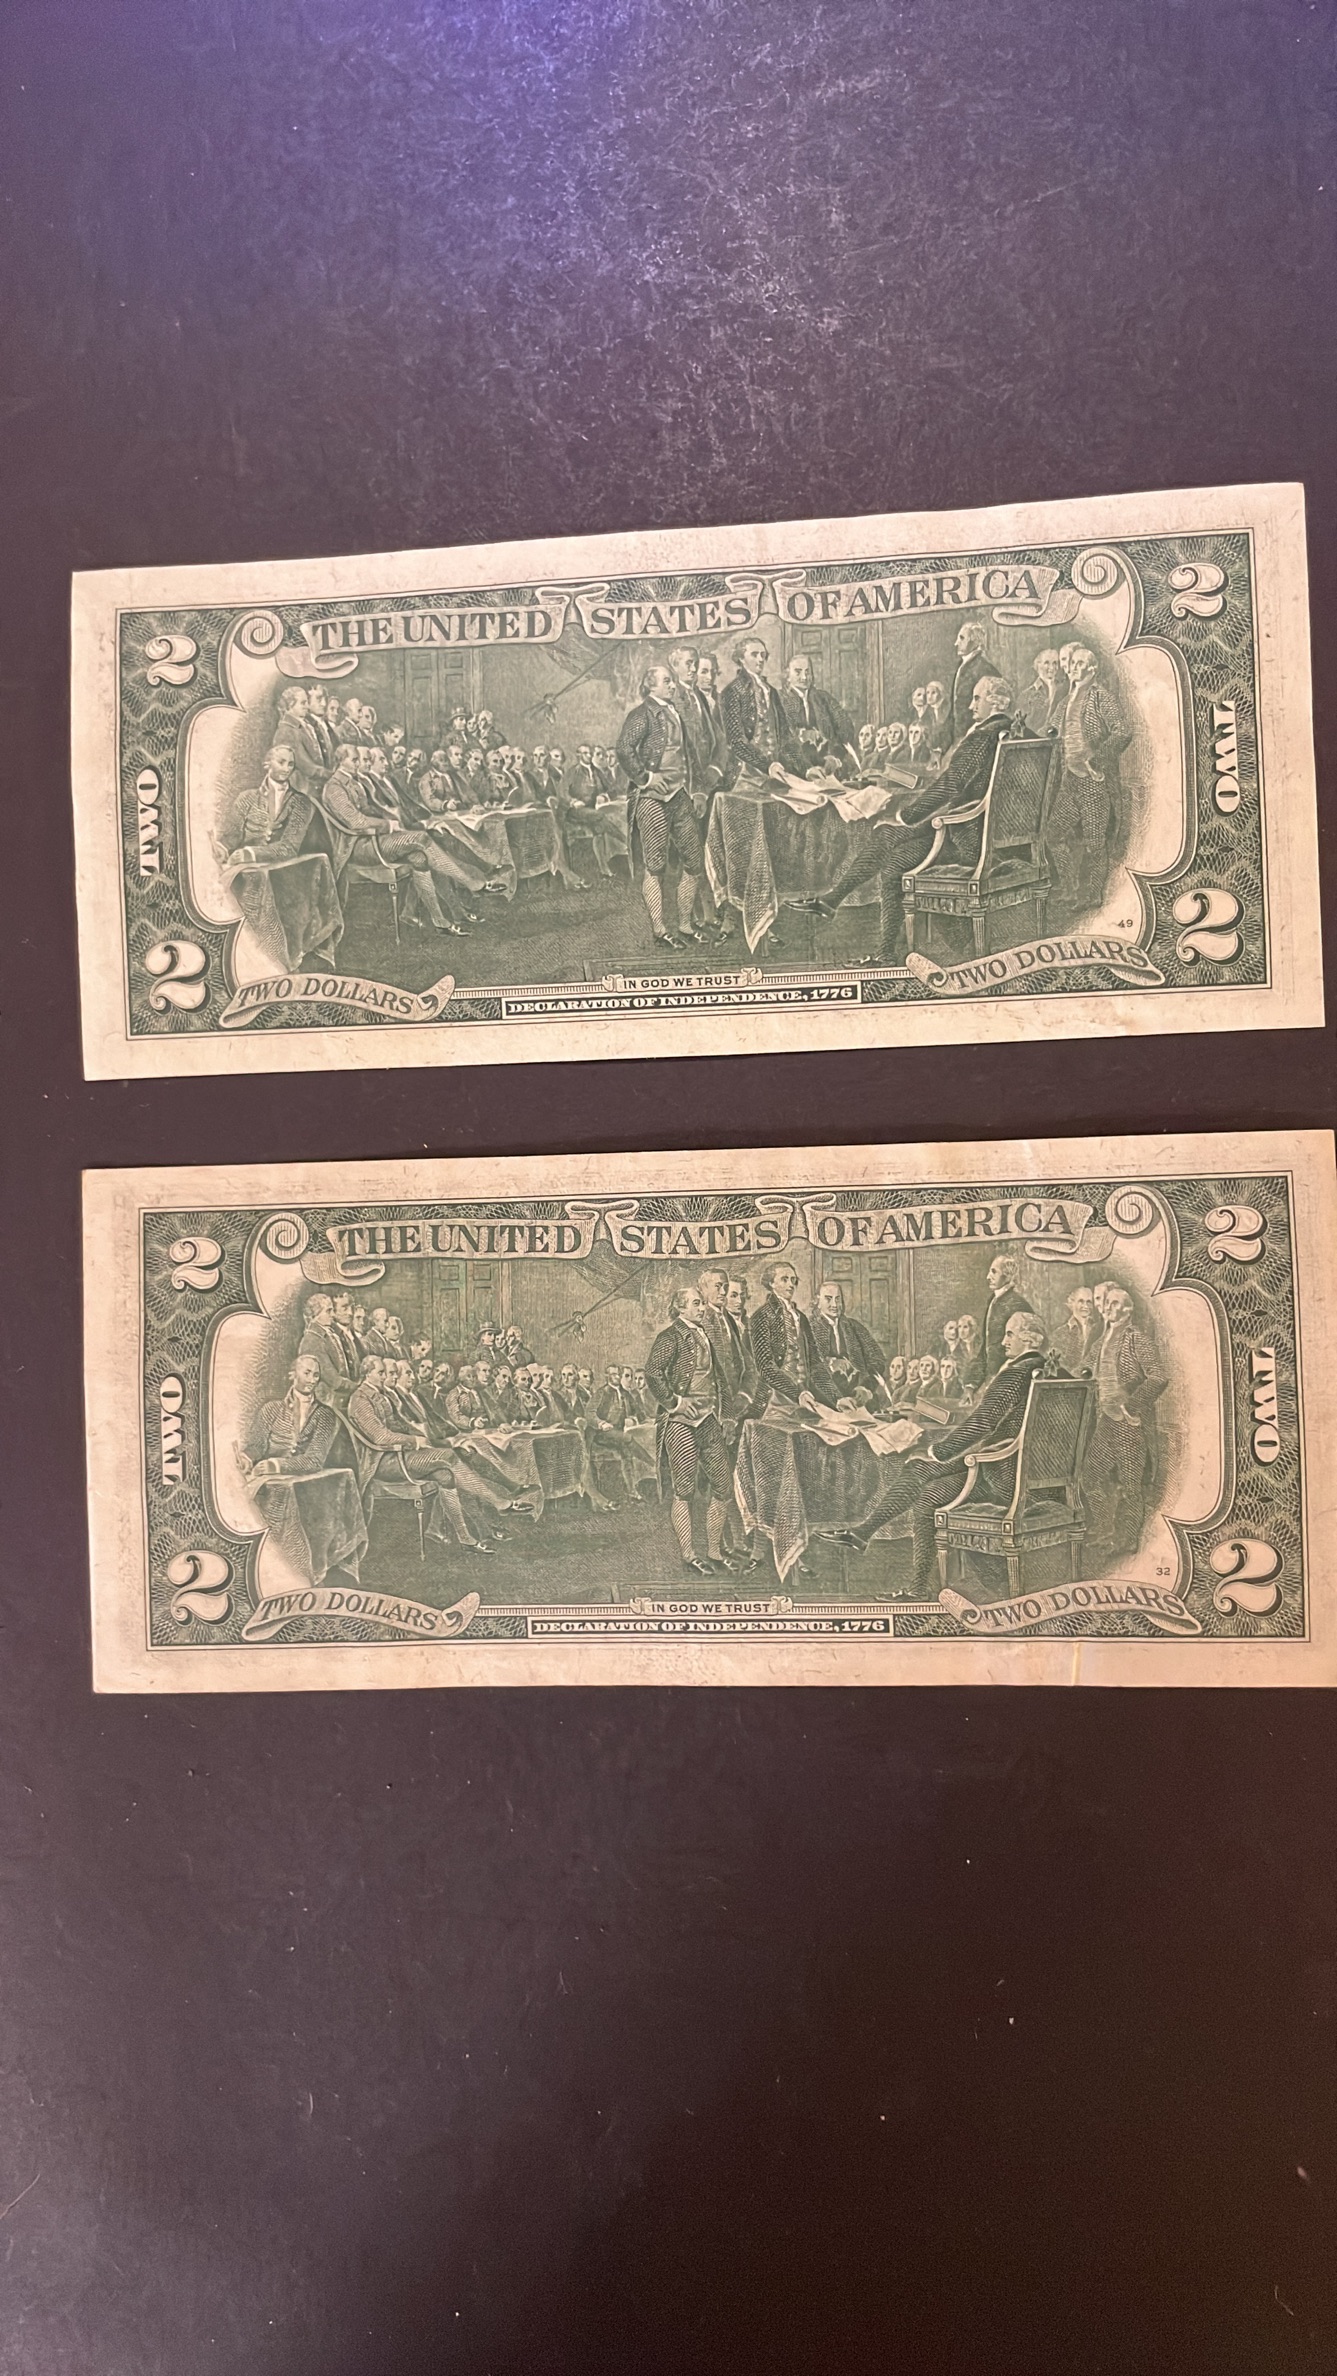 THE UNITED STATES OF AMERICA
2
2
TWO
TWO
49
2
2
TWO DOLLARS
TWO DOLLARS
IN GOD WE TRUST
DECLARATION OF INDEPENDENCE, 1776
THE UNITED STATES OF AMERICA
2
2
TWO
TWO
32
2
2
TWO DOLLARS
TWO DOLLARS
IN GOD WE TRUST
DECLARATION OF INDEPENDENCE, 1776